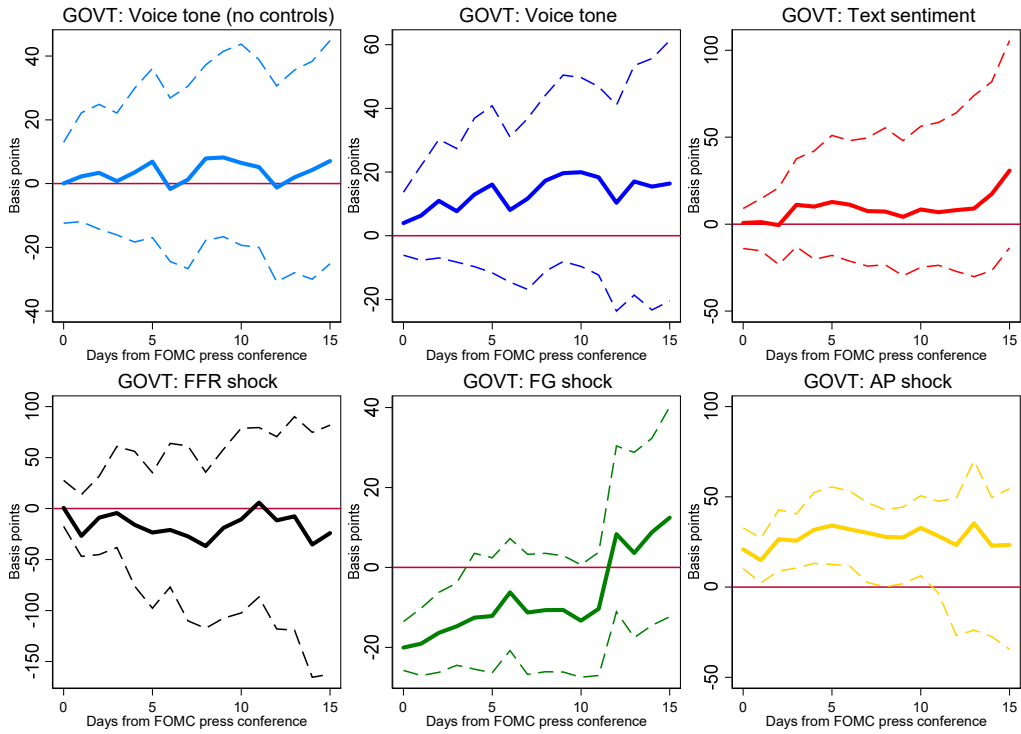 GOVT: Voice tone (no controls)
Basis points
40
20
0
-20
-40
0 5 10 15
Days from FOMC press conference
GOVT: Voice tone
Basis points
60
40
20
0
-20
0 5 10 15
Days from FOMC press conference
GOVT: Text sentiment
Basis points
100
50
0
-50
0 5 10 15
Days from FOMC press conference
GOVT: FFR shock
Basis points
100
50
0
-50
-100
-150
0 5 10 15
Days from FOMC press conference
GOVT: FG shock
Basis points
40
20
0
-20
0 5 10 15
Days from FOMC press conference
GOVT: AP shock
Basis points
100
50
0
-50
0 5 10 15
Days from FOMC press conference